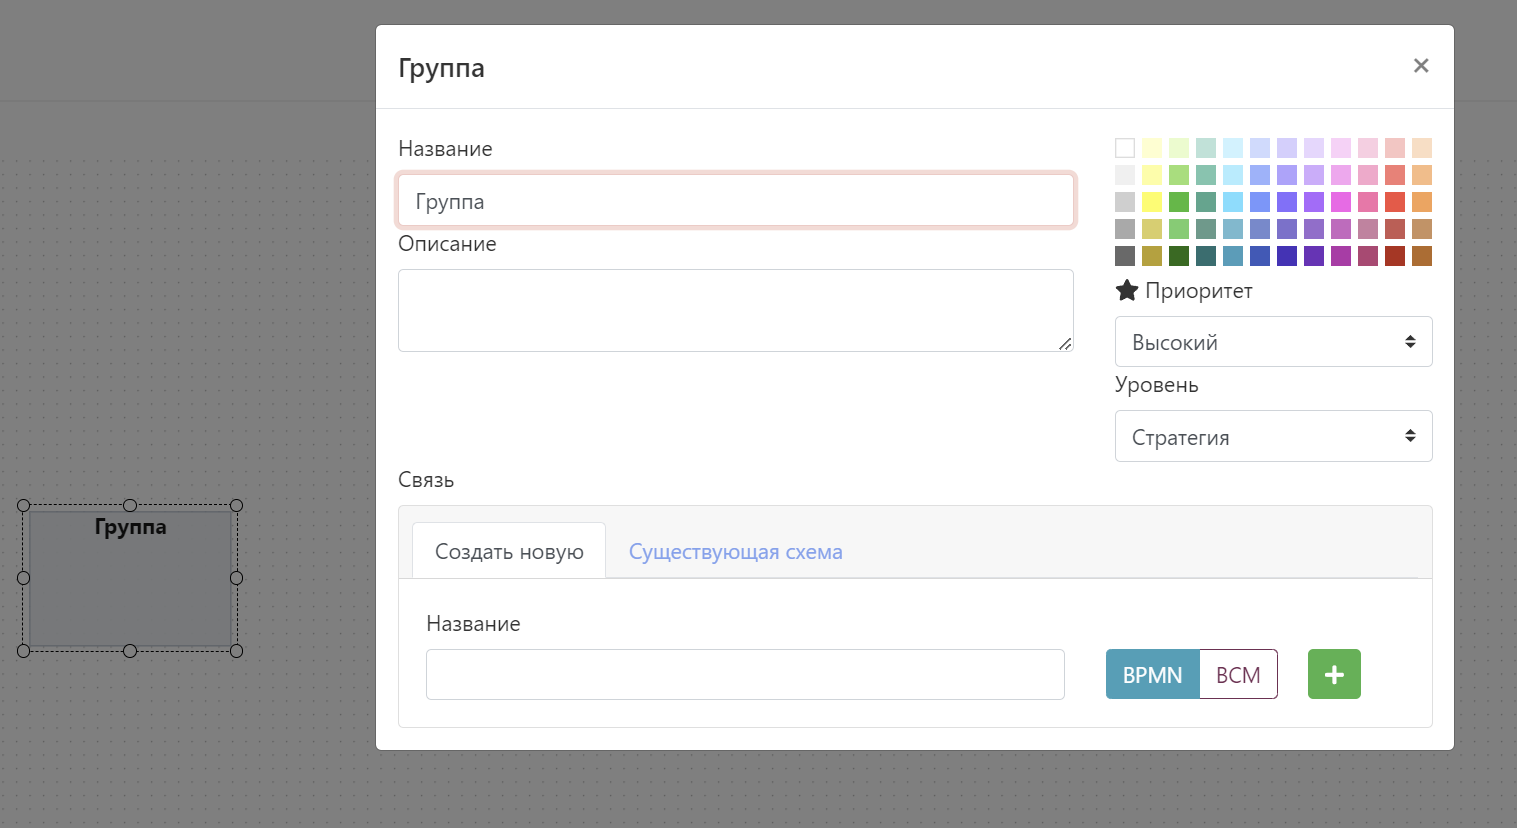 Группа
Название
Группа
Описание
Приоритет
Высокий
Уровень
Стратегия
Связь
Создать новую
Существующая схема
Название
BPMN
BCM
Группа